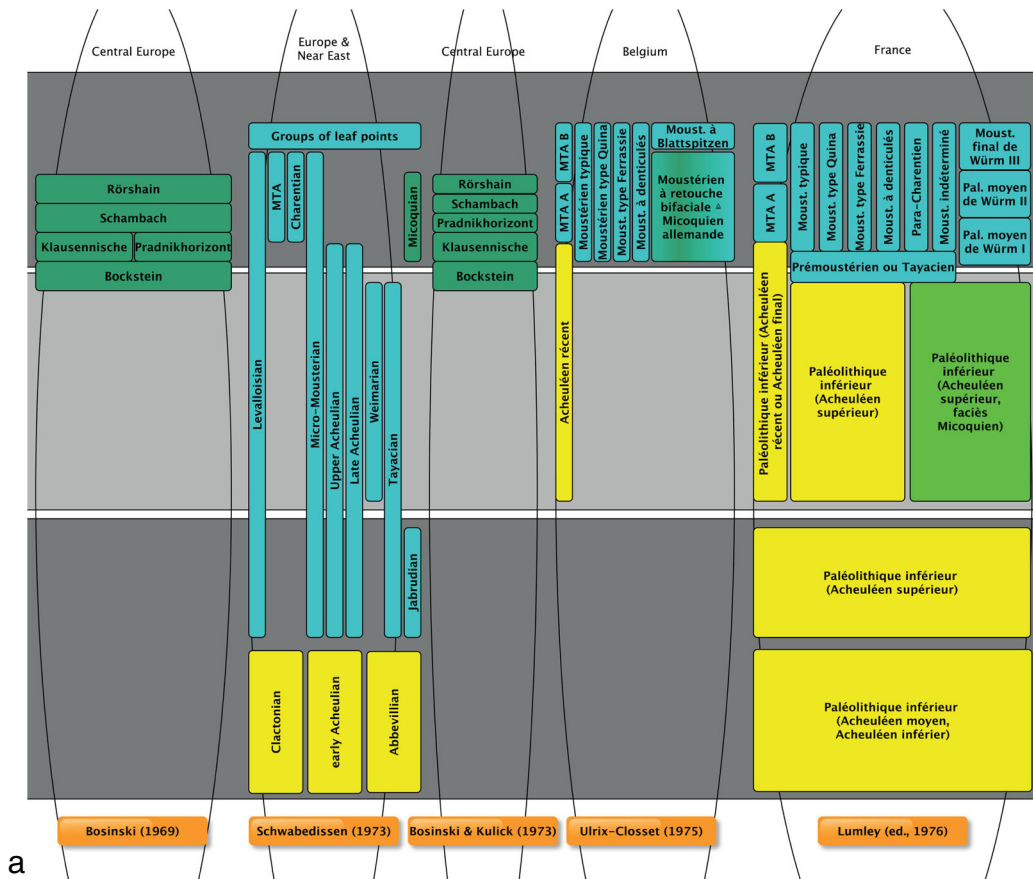 Central Europe
Europe &
Near East
Central Europe
Belgium
France
Rörshain
Schambach
Klausennische
Pradnikhorizont
Bockstein
Groups of leaf points
Levalloisian
MTA
Charentian
Micro-Mousterian
Upper Acheulian
Late Acheulian
Weimarian
Tayacian
Micoquian
Jabrudian
Clactonian
early Acheulian
Abbevillian
Rörshain
Schambach
Pradnikhorizont
Klausennische
Bockstein
MTA B
MTA A
Acheuléen récent
Moustérien typique
Moustérien type Quina
Moust. type Ferrassie
Moust. à denticulés
Moust. à
Blattspitzen
Moustérien
à retouche
bifaciale ≙
Micoquien
allemande
MTA B
MTA A
Paléolithique inférieur (Acheuléen
récent ou Acheuléen final)
Moust. typique
Moust. type Quina
Moust. type Ferrassie
Moust. à denticulés
Para-Charentien
Moust. indéterminé
Moust.
final de
Würm III
Pal. moyen
de Würm II
Pal. moyen
de Würm I
Prémoustérien ou Tayacien
Paléolithique
inférieur
(Acheuléen
supérieur)
Paléolithique
inférieur
(Acheuléen
supérieur,
faciès
Micoquien)
Paléolithique inférieur
(Acheuléen supérieur)
Paléolithique inférieur
(Acheuléen moyen,
Acheuléen inférier)
Bosinski (1969)
Schwabedissen (1973)
Bosinski & Kulick (1973)
Ulrix-Closset (1975)
Lumley (ed., 1976)
a